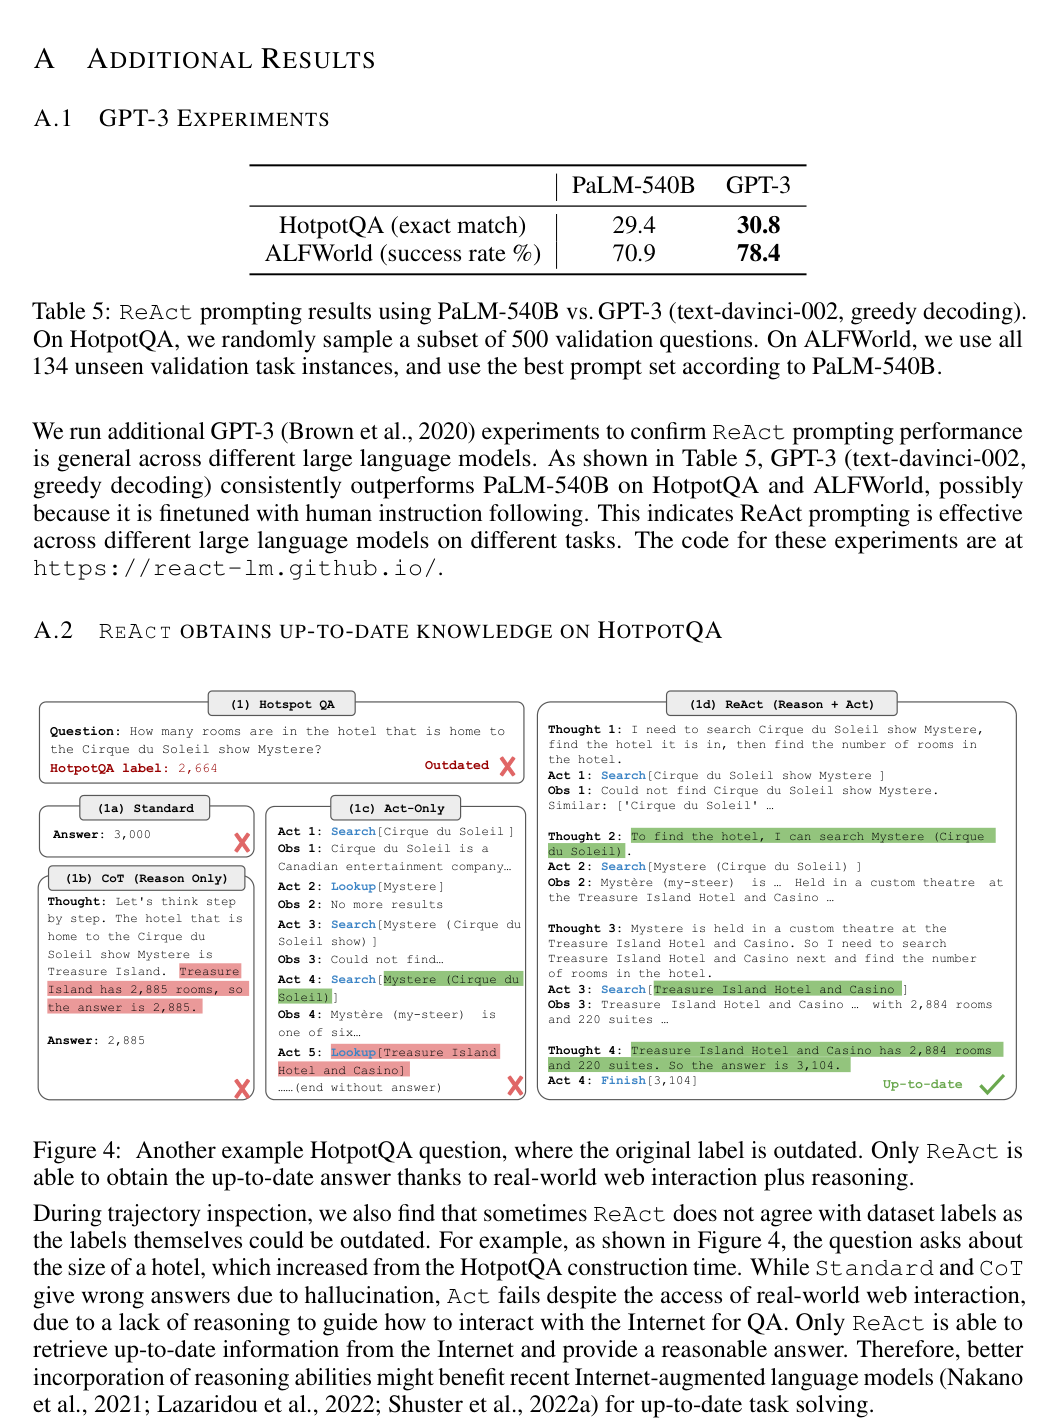 A ADDITIONAL RESULTS
A.1 GPT-3 EXPERIMENTS
PaLM-540B GPT-3
HotpotQA (exact match) 29.4 30.8
ALFWorld (success rate %) 70.9 78.4
Table 5: ReAct prompting results using PaLM-540B vs. GPT-3 (text-davinci-002, greedy decoding).
On HotpotQA, we randomly sample a subset of 500 validation questions. On ALFWorld, we use all
134 unseen validation task instances, and use the best prompt set according to PaLM-540B.
We run additional GPT-3 (Brown et al., 2020) experiments to confirm ReAct prompting performance
is general across different large language models. As shown in Table 5, GPT-3 (text-davinci-002,
greedy decoding) consistently outperforms PaLM-540B on HotpotQA and ALFWorld, possibly
because it is finetuned with human instruction following. This indicates ReAct prompting is effective
across different large language models on different tasks. The code for these experiments are at
https://react-lm.github.io/.
A.2 REACT OBTAINS UP-TO-DATE KNOWLEDGE ON HOTPOTQA
(1) Hotspot QA
Question: How many rooms are in the hotel that is home to
the Cirque du Soleil show Mystere?
HotpotQA label: 2,664
Outdated
(1a) Standard
Answer: 3,000
(1b) CoT (Reason Only)
Thought: Let's think step
by step. The hotel that is
home to the Cirque du
Soleil show Mystere is
Treasure Island. Treasure
Island has 2,885 rooms, so
the answer is 2,885.
Answer: 2,885
(1c) Act-Only
Act 1: Search[Cirque du Soleil]
Obs 1: Cirque du Soleil is a
Canadian entertainment company…
Act 2: Lookup[Mystere]
Obs 2: No more results
Act 3: Search[Mystere (Cirque du
Soleil show)]
Obs 3: Could not find…
Act 4: Search[Mystere (Cirque du
Soleil)]
Obs 4: Mystère (my-steer) is
one of six…
Act 5: Lookup[Treasure Island
Hotel and Casino]
……(end without answer)
(1d) ReAct (Reason + Act)
Thought 1: I need to search Cirque du Soleil show Mystere,
find the hotel it is in, then find the number of rooms in
the hotel.
Act 1: Search[Cirque du Soleil show Mystere ]
Obs 1: Could not find Cirque du Soleil show Mystere.
Similar: ['Cirque du Soleil' …
Thought 2: To find the hotel, I can search Mystere (Cirque
du Soleil).
Act 2: Search[Mystere (Cirque du Soleil) ]
Obs 2: Mystère (my-steer) is … Held in a custom theatre at
the Treasure Island Hotel and Casino …
Thought 3: Mystere is held in a custom theatre at the
Treasure Island Hotel and Casino. So I need to search
Treasure Island Hotel and Casino next and find the number
of rooms in the hotel.
Act 3: Search[Treasure Island Hotel and Casino ]
Obs 3: Treasure Island Hotel and Casino … with 2,884 rooms
and 220 suites …
Thought 4: Treasure Island Hotel and Casino has 2,884 rooms
and 220 suites. So the answer is 3,104.
Act 4: Finish[3,104]
Up-to-date
Figure 4: Another example HotpotQA question, where the original label is outdated. Only ReAct is
able to obtain the up-to-date answer thanks to real-world web interaction plus reasoning.
During trajectory inspection, we also find that sometimes ReAct does not agree with dataset labels as
the labels themselves could be outdated. For example, as shown in Figure 4, the question asks about
the size of a hotel, which increased from the HotpotQA construction time. While Standard and CoT
give wrong answers due to hallucination, Act fails despite the access of real-world web interaction,
due to a lack of reasoning to guide how to interact with the Internet for QA. Only ReAct is able to
retrieve up-to-date information from the Internet and provide a reasonable answer. Therefore, better
incorporation of reasoning abilities might benefit recent Internet-augmented language models (Nakano
et al., 2021; Lazaridou et al., 2022; Shuster et al., 2022a) for up-to-date task solving.